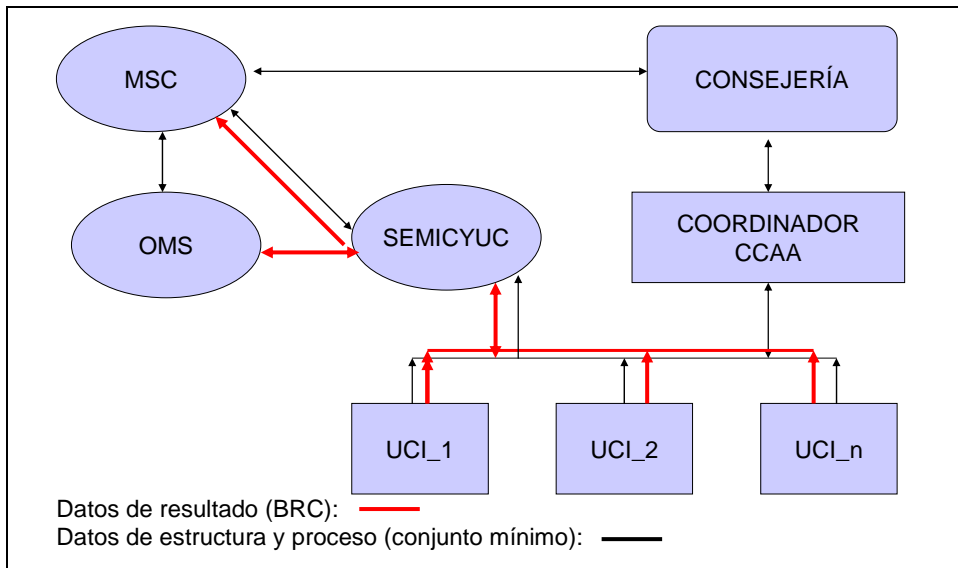 MSC
CONSEJERÍA
OMS
SEMICYUC
COORDINADOR
CCAA
UCI_1
UCI_2
UCI_n
Datos de resultado (BRC):
Datos de estructura y proceso (conjunto mínimo):